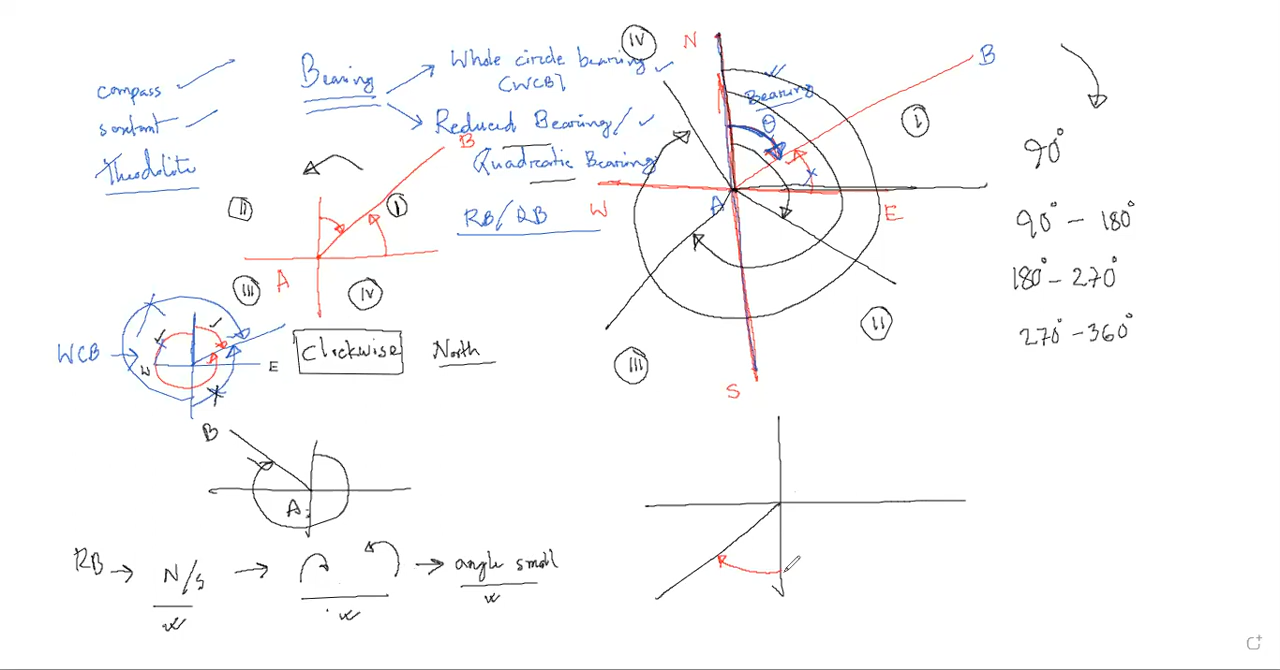 compass
sextant
Theodolite
Bearing
Whole circle bearing
(WCB)
Reduced Bearing/
Quadratic Bearing
RB/QB
A
B
I
II
III
IV
N
E
S
W
A
B
Bearing
θ
x
I
II
III
IV
90°
90° - 180°
180° - 270°
270° - 360°
WCB
W
E
Clockwise
North
B
A
RB → N/S → → angle small